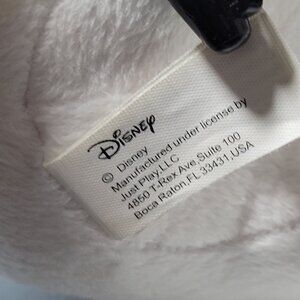 Disney
© Disney
Manufactured under license by
Just Play,LLC
4850 T-Rex Ave,Suite 100
Boca Raton,FL 33431,USA